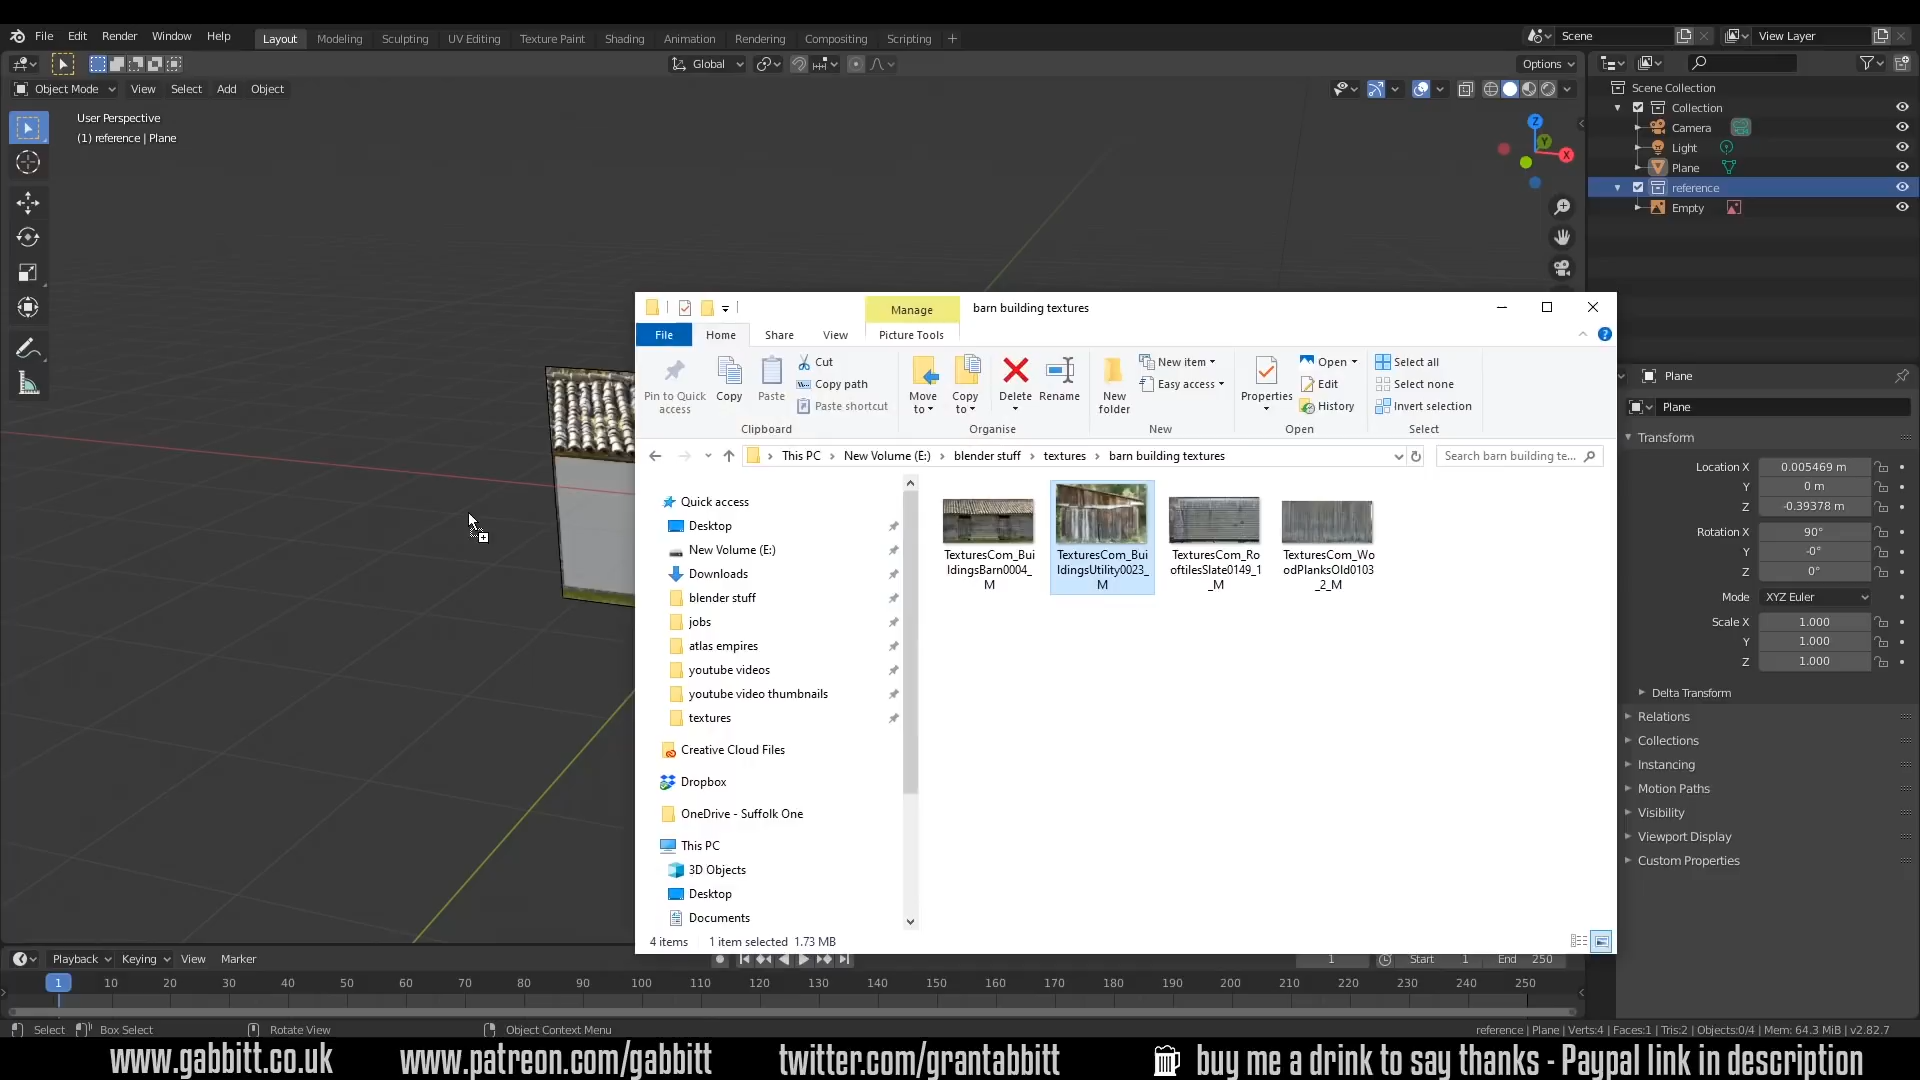 File Edit Render Window Help Layout Modeling Sculpting UV Editing Texture Paint Shading Animation Rendering Compositing Scripting + Scene View Layer
Global Options
Object Mode View Select Add Object
User Perspective
(1) reference | Plane
Z Y X
Scene Collection
Collection
Camera
Light
Plane
reference
Empty
Manage barn building textures
File Home Share View Picture Tools
Pin to Quick access
Copy
Paste
Cut
Copy path
Paste shortcut
Clipboard
Move to
Copy to
Delete
Rename
Organise
New folder
New item
Easy access
New
Properties
Open
Edit
History
Open
Select all
Select none
Invert selection
Select
This PC > New Volume (E:) > blender stuff > textures > barn building textures
Search barn building te...
Quick access
Desktop
New Volume (E:)
Downloads
blender stuff
jobs
atlas empires
youtube videos
youtube video thumbnails
textures
Creative Cloud Files
Dropbox
OneDrive - Suffolk One
This PC
3D Objects
Desktop
Documents
TexturesCom_Bui
ldingsBarn0004_
M
TexturesCom_Bui
ldingsUtility0023_
M
TexturesCom_Ro
oftilesSlate0149_1
_M
TexturesCom_Wo
odPlanksOld0103
_2_M
4 items 1 item selected 1.73 MB
Plane
Plane
Transform
Location X 0.005469 m
Y 0 m
Z -0.39378 m
Rotation X 90°
Y -0°
Z 0°
Mode XYZ Euler
Scale X 1.000
Y 1.000
Z 1.000
Delta Transform
Relations
Collections
Instancing
Motion Paths
Visibility
Viewport Display
Custom Properties
Playback Keying View Marker 1 Start 1 End 250
1 10 20 30 40 50 60 70 80 90 100 110 120 130 140 150 160 170 180 190 200 210 220 230 240 250
Select Box Select Rotate View Object Context Menu reference | Plane | Verts:4 | Faces:1 | Tris:2 | Objects:0/4 | Mem: 64.3 MiB | v2.82.7
www.gabbitt.co.uk www.patreon.com/gabbitt twitter.com/grantabbitt buy me a drink to say thanks - Paypal link in description